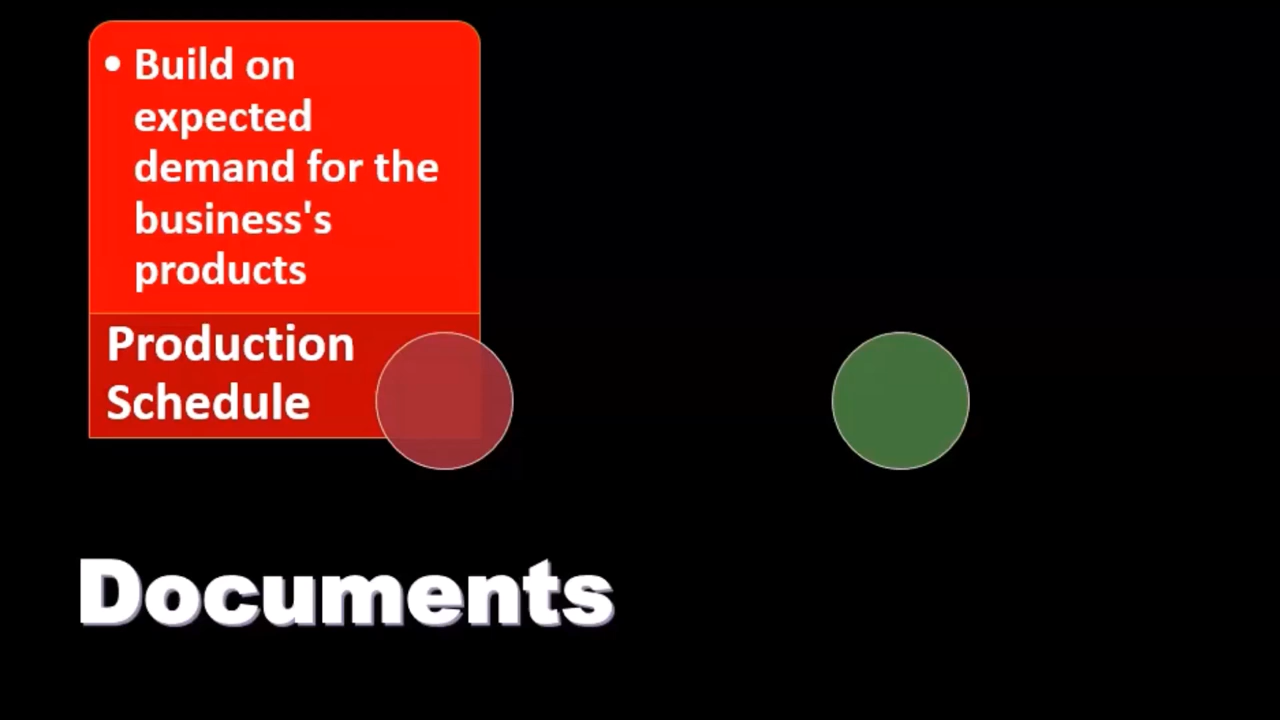 • Build on
expected
demand for the
business's
products
Production
Schedule
Documents